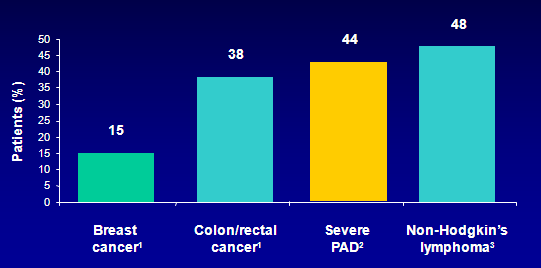 Patients (%)
50
45
40
35
30
25
20
15
10
5
0
15
38
44
48
Breast
cancer¹
Colon/rectal
cancer¹
Severe
PAD²
Non-Hodgkin's
lymphoma³